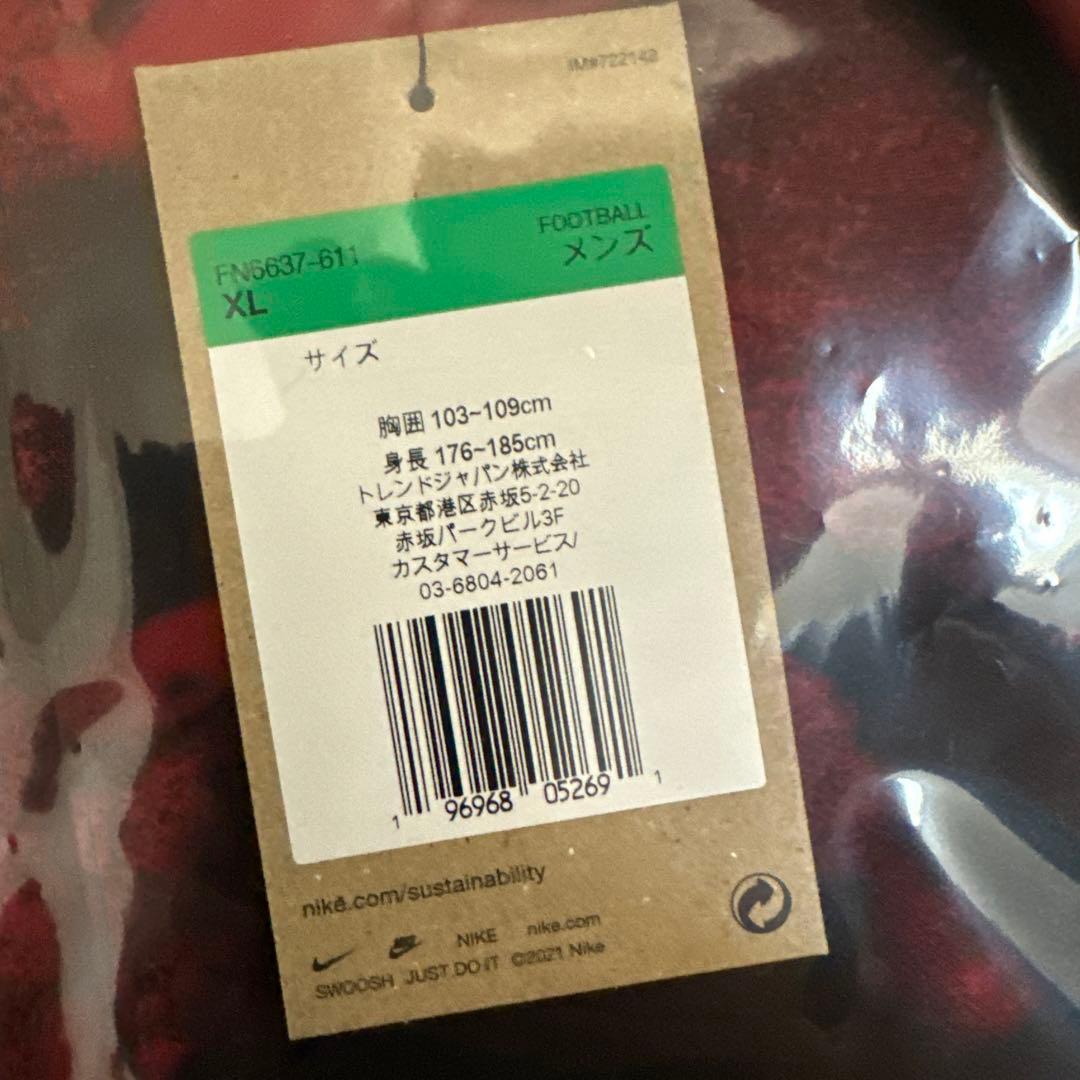 IM#722142
FN6637-611
FOOTBALL
XL
メンズ
サイズ
胸囲 103~109cm
身長 176~185cm
トレンドジャパン株式会社
東京都港区赤坂5-2-20
赤坂パークビル3F
カスタマーサービス/
03-6804-2061
1 96968 05269 1
nike.com/sustainability
NIKE nike.com
SWOOSH JUST DO IT ©2021 Nike